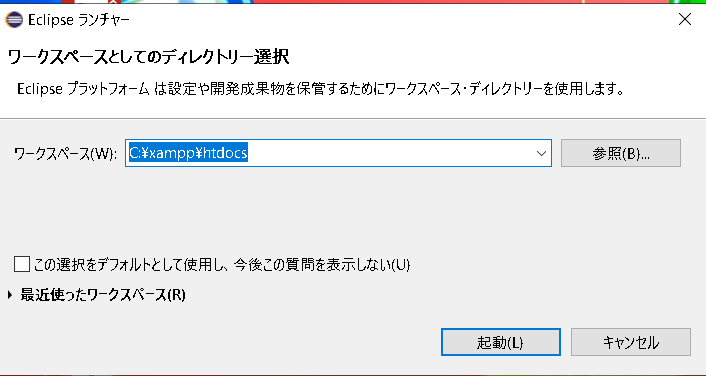 Eclipse ランチャー
ワークスペースとしてのディレクトリー選択
Eclipse プラットフォーム は設定や開発成果物を保管するためにワークスペース・ディレクトリーを使用します。
ワークスペース(W): C:¥xampp¥htdocs 参照(B)...
この選択をデフォルトとして使用し、今後この質問を表示しない(U)
最近使ったワークスペース(R)
起動(L) キャンセル